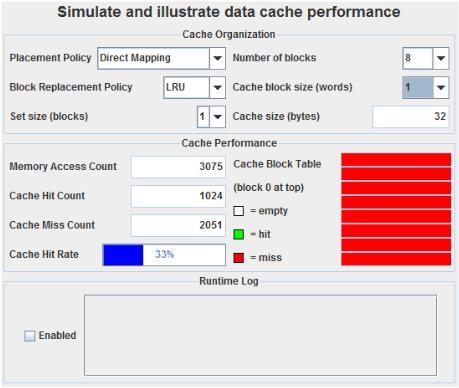 Simulate and illustrate data cache performance
Cache Organization
Placement Policy Direct Mapping Number of blocks 8
Block Replacement Policy LRU Cache block size (words) 1
Set size (blocks) 1 Cache size (bytes) 32
Cache Performance
Memory Access Count 3075 Cache Block Table
(block 0 at top)
Cache Hit Count 1024
= empty
Cache Miss Count 2051
= hit
Cache Hit Rate 33% = miss
Runtime Log
Enabled